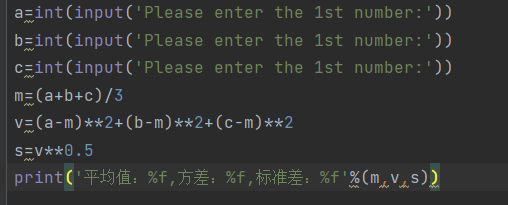 a=int(input('Please enter the 1st number:'))
b=int(input('Please enter the 1st number:'))
c=int(input('Please enter the 1st number:'))
m=(a+b+c)/3
v=(a-m)**2+(b-m)**2+(c-m)**2
s=v**0.5
print('平均值：%f,方差：%f,标准差：%f'%(m,v,s))